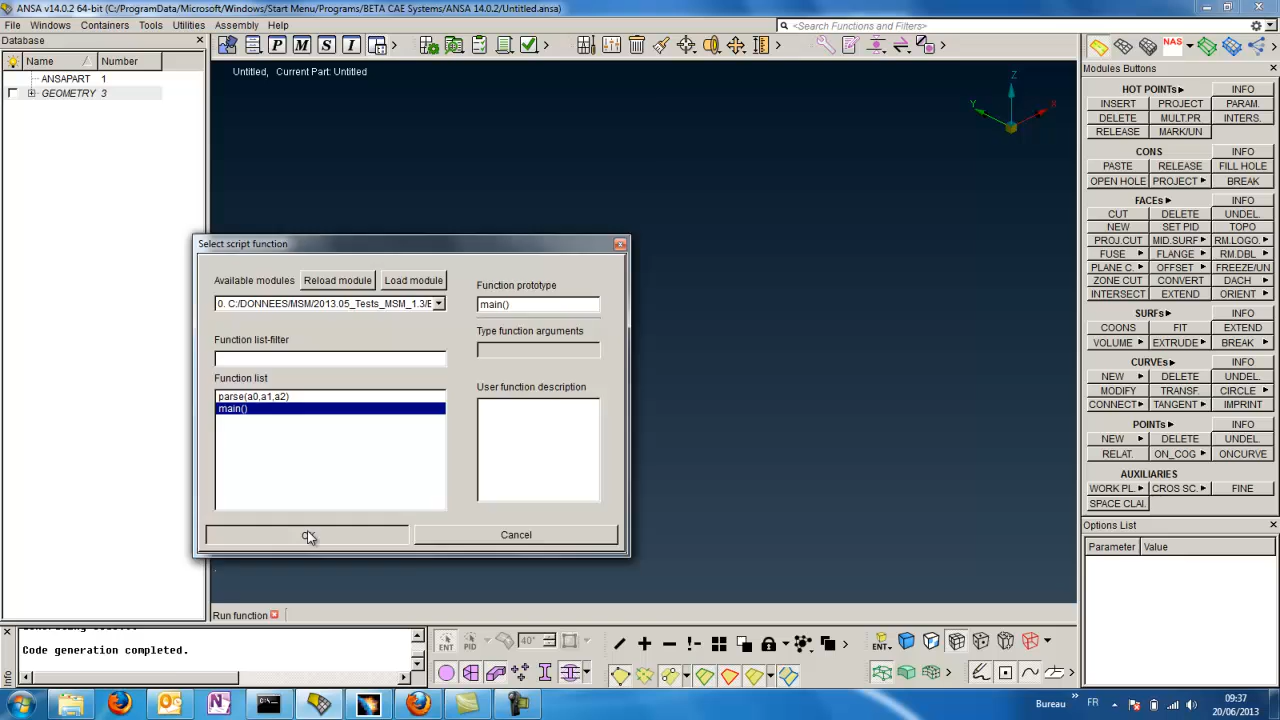 ANSA v14.0.2 64-bit (C:/ProgramData/Microsoft/Windows/Start Menu/Programs/BETA CAE Systems/ANSA 14.0.2/Untitled.ansa)
File Windows Containers Tools Utilities Assembly Help
<Search Functions and Filters>
Database
Name Number
ANSAPART 1
GEOMETRY 3
P M S I
NAS
Untitled, Current Part: Untitled
Z
Y
X
Select script function
Available modules Reload module Load module
0. C:/DONNEES/MSM/2013.05_Tests_MSM_1.3/E
Function list-filter
Function list
parse(a0,a1,a2)
main()
Function prototype
main()
Type function arguments
User function description
Cancel
Run function
Code generation completed.
ENT PID 40° ENT
Modules Buttons
HOT POINTS INFO
INSERT PROJECT PARAM.
DELETE MULT.PR INTERS.
RELEASE MARK/UN
CONS INFO
PASTE RELEASE FILL HOLE
OPEN HOLE PROJECT BREAK
FACES INFO
CUT DELETE UNDEL.
NEW SET PID TOPO
PROJ.CUT MID.SURF RM.LOGO.
FUSE FLANGE RM.DBL
PLANE C. OFFSET FREEZE/UN
ZONE CUT CONVERT DACH
INTERSECT EXTEND ORIENT
SURFS INFO
COONS FIT EXTEND
VOLUME EXTRUDE BREAK
CURVES INFO
NEW DELETE UNDEL.
MODIFY TRANSF. CIRCLE
CONNECT TANGENT IMPRINT
POINTS INFO
NEW DELETE UNDEL.
RELAT. ON_COG ONCURVE
AUXILIARIES
WORK PL. CROS SC. FINE
SPACE CLAI.
Options List
Parameter Value
Bureau FR 09:37
20/06/2013